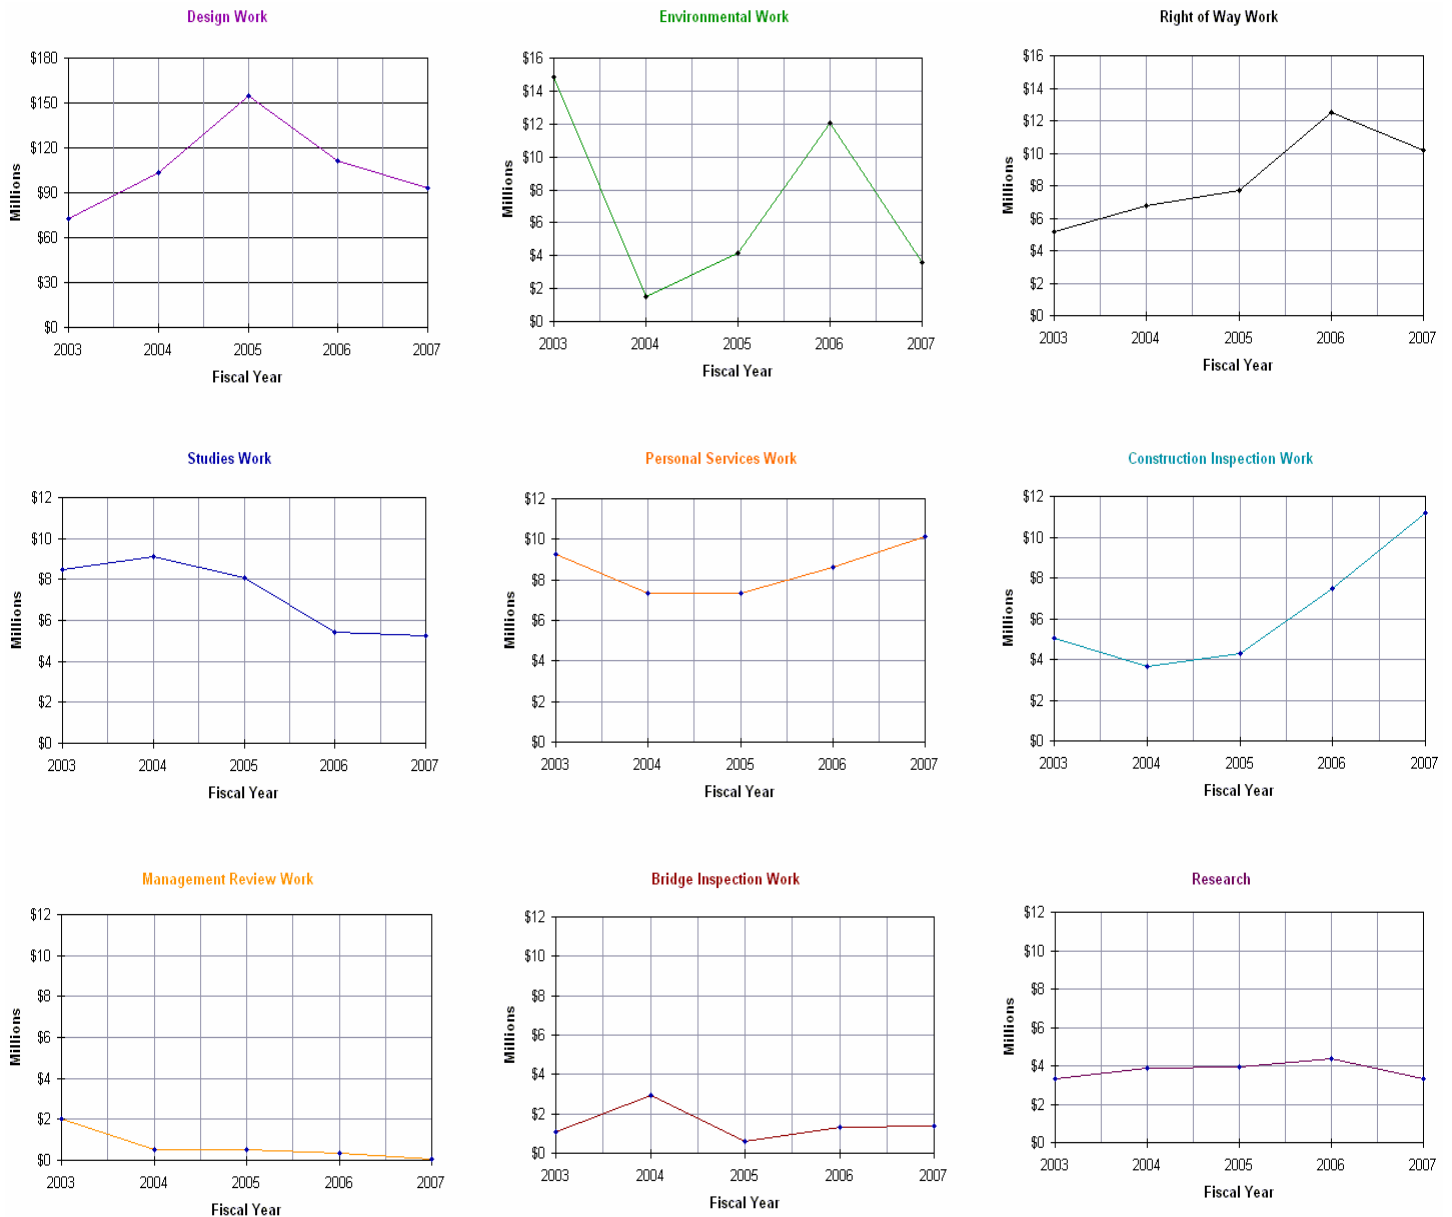 Design Work
$180
$150
$120
$90
$60
$30
$0
Millions
2003 2004 2005 2006 2007
Fiscal Year
Environmental Work
$16
$14
$12
$10
$8
$6
$4
$2
$0
Millions
2003 2004 2005 2006 2007
Fiscal Year
Right of Way Work
$16
$14
$12
$10
$8
$6
$4
$2
$0
Millions
2003 2004 2005 2006 2007
Fiscal Year
Studies Work
$12
$10
$8
$6
$4
$2
$0
Millions
2003 2004 2005 2006 2007
Fiscal Year
Personal Services Work
$12
$10
$8
$6
$4
$2
$0
Millions
2003 2004 2005 2006 2007
Fiscal Year
Construction Inspection Work
$12
$10
$8
$6
$4
$2
$0
Millions
2003 2004 2005 2006 2007
Fiscal Year
Management Review Work
$12
$10
$8
$6
$4
$2
$0
Millions
2003 2004 2005 2006 2007
Fiscal Year
Bridge Inspection Work
$12
$10
$8
$6
$4
$2
$0
Millions
2003 2004 2005 2006 2007
Fiscal Year
Research
$12
$10
$8
$6
$4
$2
$0
Millions
2003 2004 2005 2006 2007
Fiscal Year